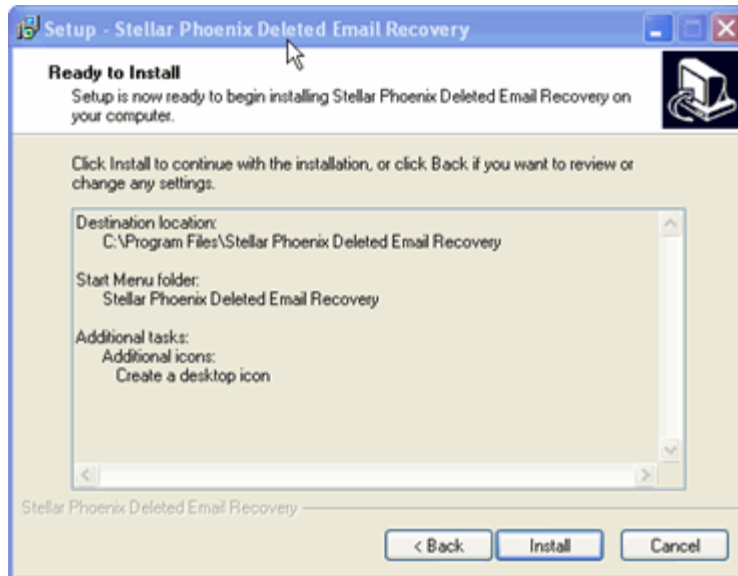 Setup - Stellar Phoenix Deleted Email Recovery
Ready to Install
Setup is now ready to begin installing Stellar Phoenix Deleted Email Recovery on
your computer.
Click Install to continue with the installation, or click Back if you want to review or
change any settings.
Destination location:
C:\Program Files\Stellar Phoenix Deleted Email Recovery
Start Menu folder:
Stellar Phoenix Deleted Email Recovery
Additional tasks:
Additional icons:
Create a desktop icon
Stellar Phoenix Deleted Email Recovery
< Back Install Cancel